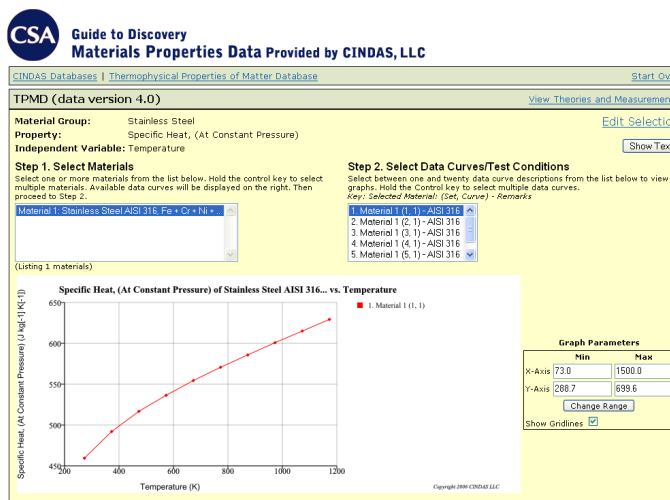 CSA
Guide to Discovery
Materials Properties Data Provided by CINDAS, LLC
CINDAS Databases | Thermophysical Properties of Matter Database
Start Ov
TPMD (data version 4.0)
View Theories and Measuremen
Material Group: Stainless Steel
Edit Selectio
Property: Specific Heat, (At Constant Pressure)
Independent Variable: Temperature
Show Tex
Step 1. Select Materials
Select one or more materials from the list below. Hold the control key to select
multiple materials. Available data curves will be displayed on the right. Then
proceed to Step 2.
Material 1: Stainless Steel AISI 316, Fe + Cr + Ni + ..
(Listing 1 materials)
Step 2. Select Data Curves/Test Conditions
Select between one and twenty data curve descriptions from the list below to view
graphs. Hold the Control key to select multiple data curves.
Key: Selected Material: (Set, Curve) - Remarks
1. Material 1 (1, 1) - AISI 316
2. Material 1 (2, 1) - AISI 316
3. Material 1 (3, 1) - AISI 316
4. Material 1 (4, 1) - AISI 316
5. Material 1 (5, 1) - AISI 316
Specific Heat, (At Constant Pressure) of Stainless Steel AISI 316... vs. Temperature
1. Material 1 (1, 1)
Specific Heat, (At Constant Pressure) (J kg[-1] K[-1])
650
600
550
500
450
200 400 600 800 1000 1200
Temperature (K)
Copyright 2006 CINDAS LLC
Graph Parameters
Min Max
X-Axis 73.0 1500.0
Y-Axis 288.7 699.6
Change Range
Show Gridlines